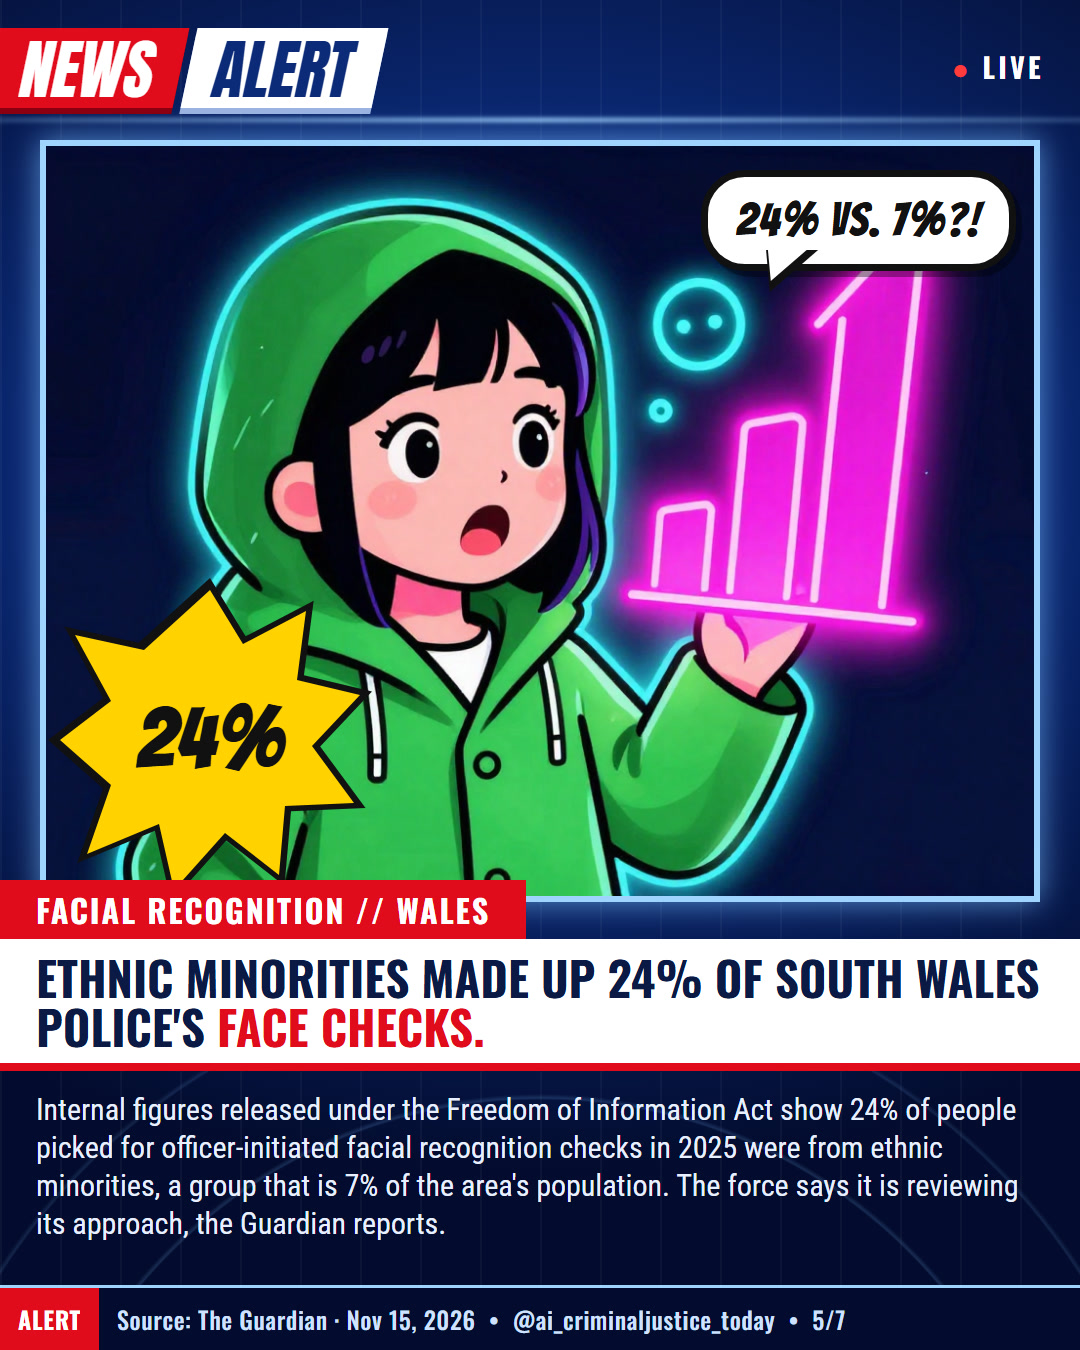 NEWS ALERT
● LIVE
24% VS. 7%?!
24%
FACIAL RECOGNITION // WALES
ETHNIC MINORITIES MADE UP 24% OF SOUTH WALES
POLICE'S FACE CHECKS.
Internal figures released under the Freedom of Information Act show 24% of people
picked for officer-initiated facial recognition checks in 2025 were from ethnic
minorities, a group that is 7% of the area's population. The force says it is reviewing
its approach, the Guardian reports.
ALERT Source: The Guardian · Nov 15, 2026 • @ai_criminaljustice_today • 5/7